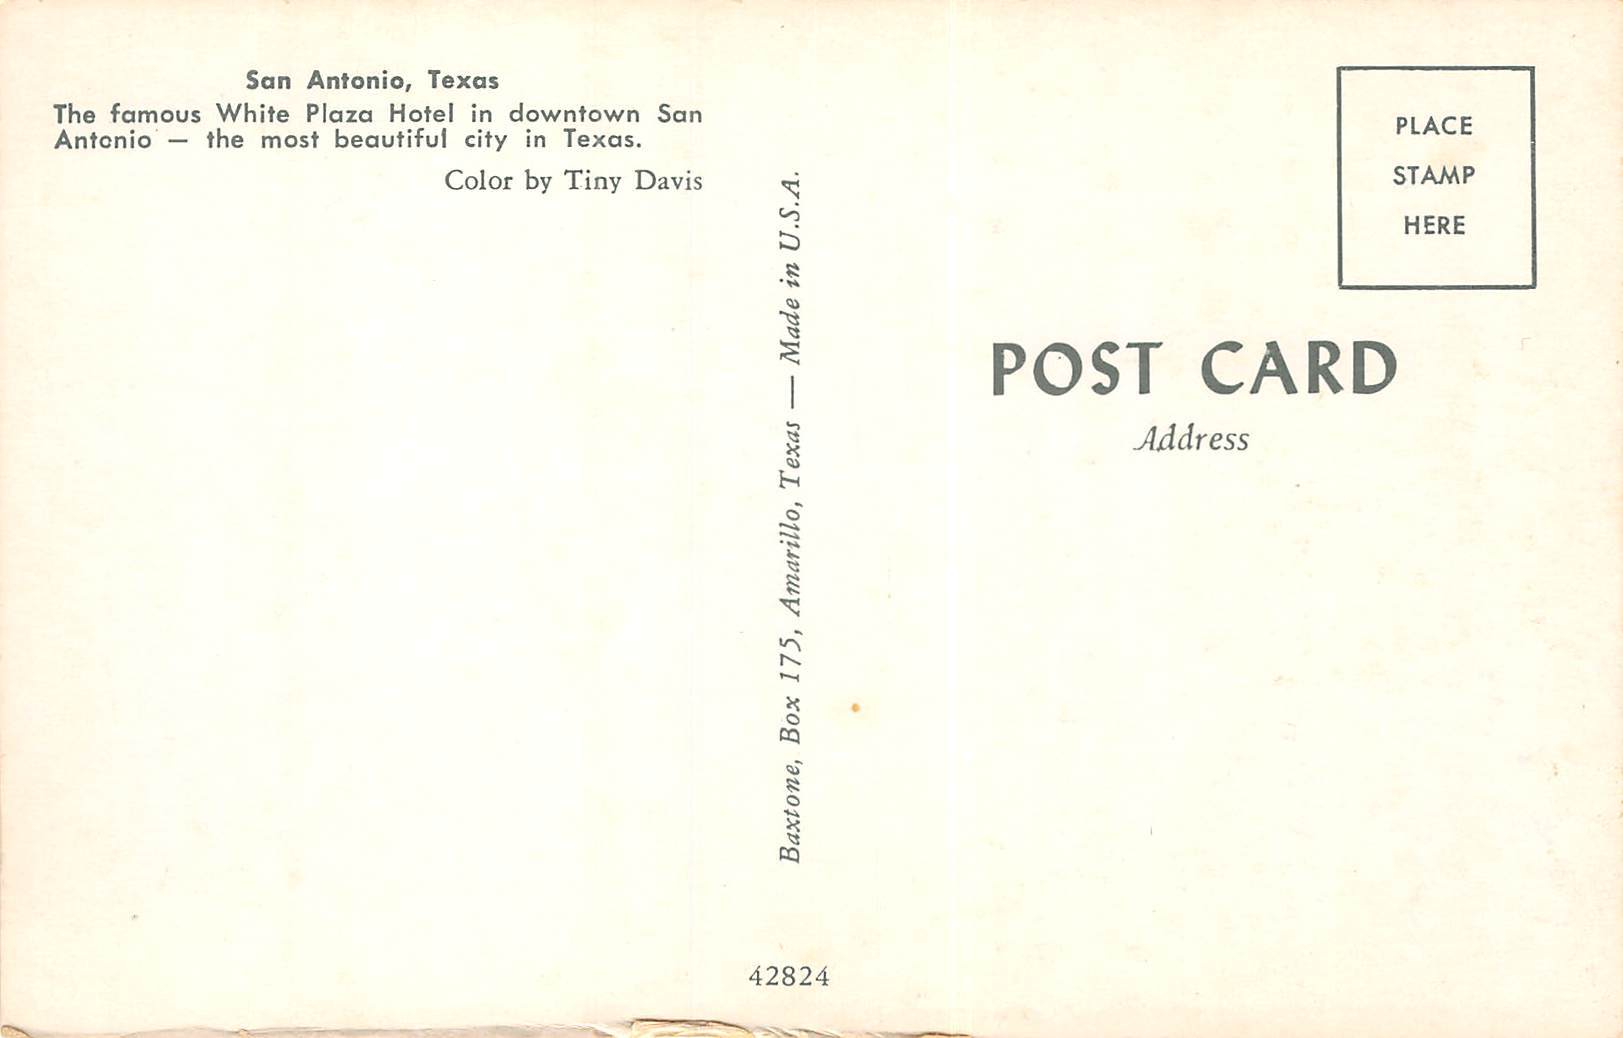 San Antonio, Texas
The famous White Plaza Hotel in downtown San
Antonio — the most beautiful city in Texas.
Color by Tiny Davis
Baxtone, Box 175, Amarillo, Texas — Made in U.S.A.
42824
PLACE
STAMP
HERE
POST CARD
Address